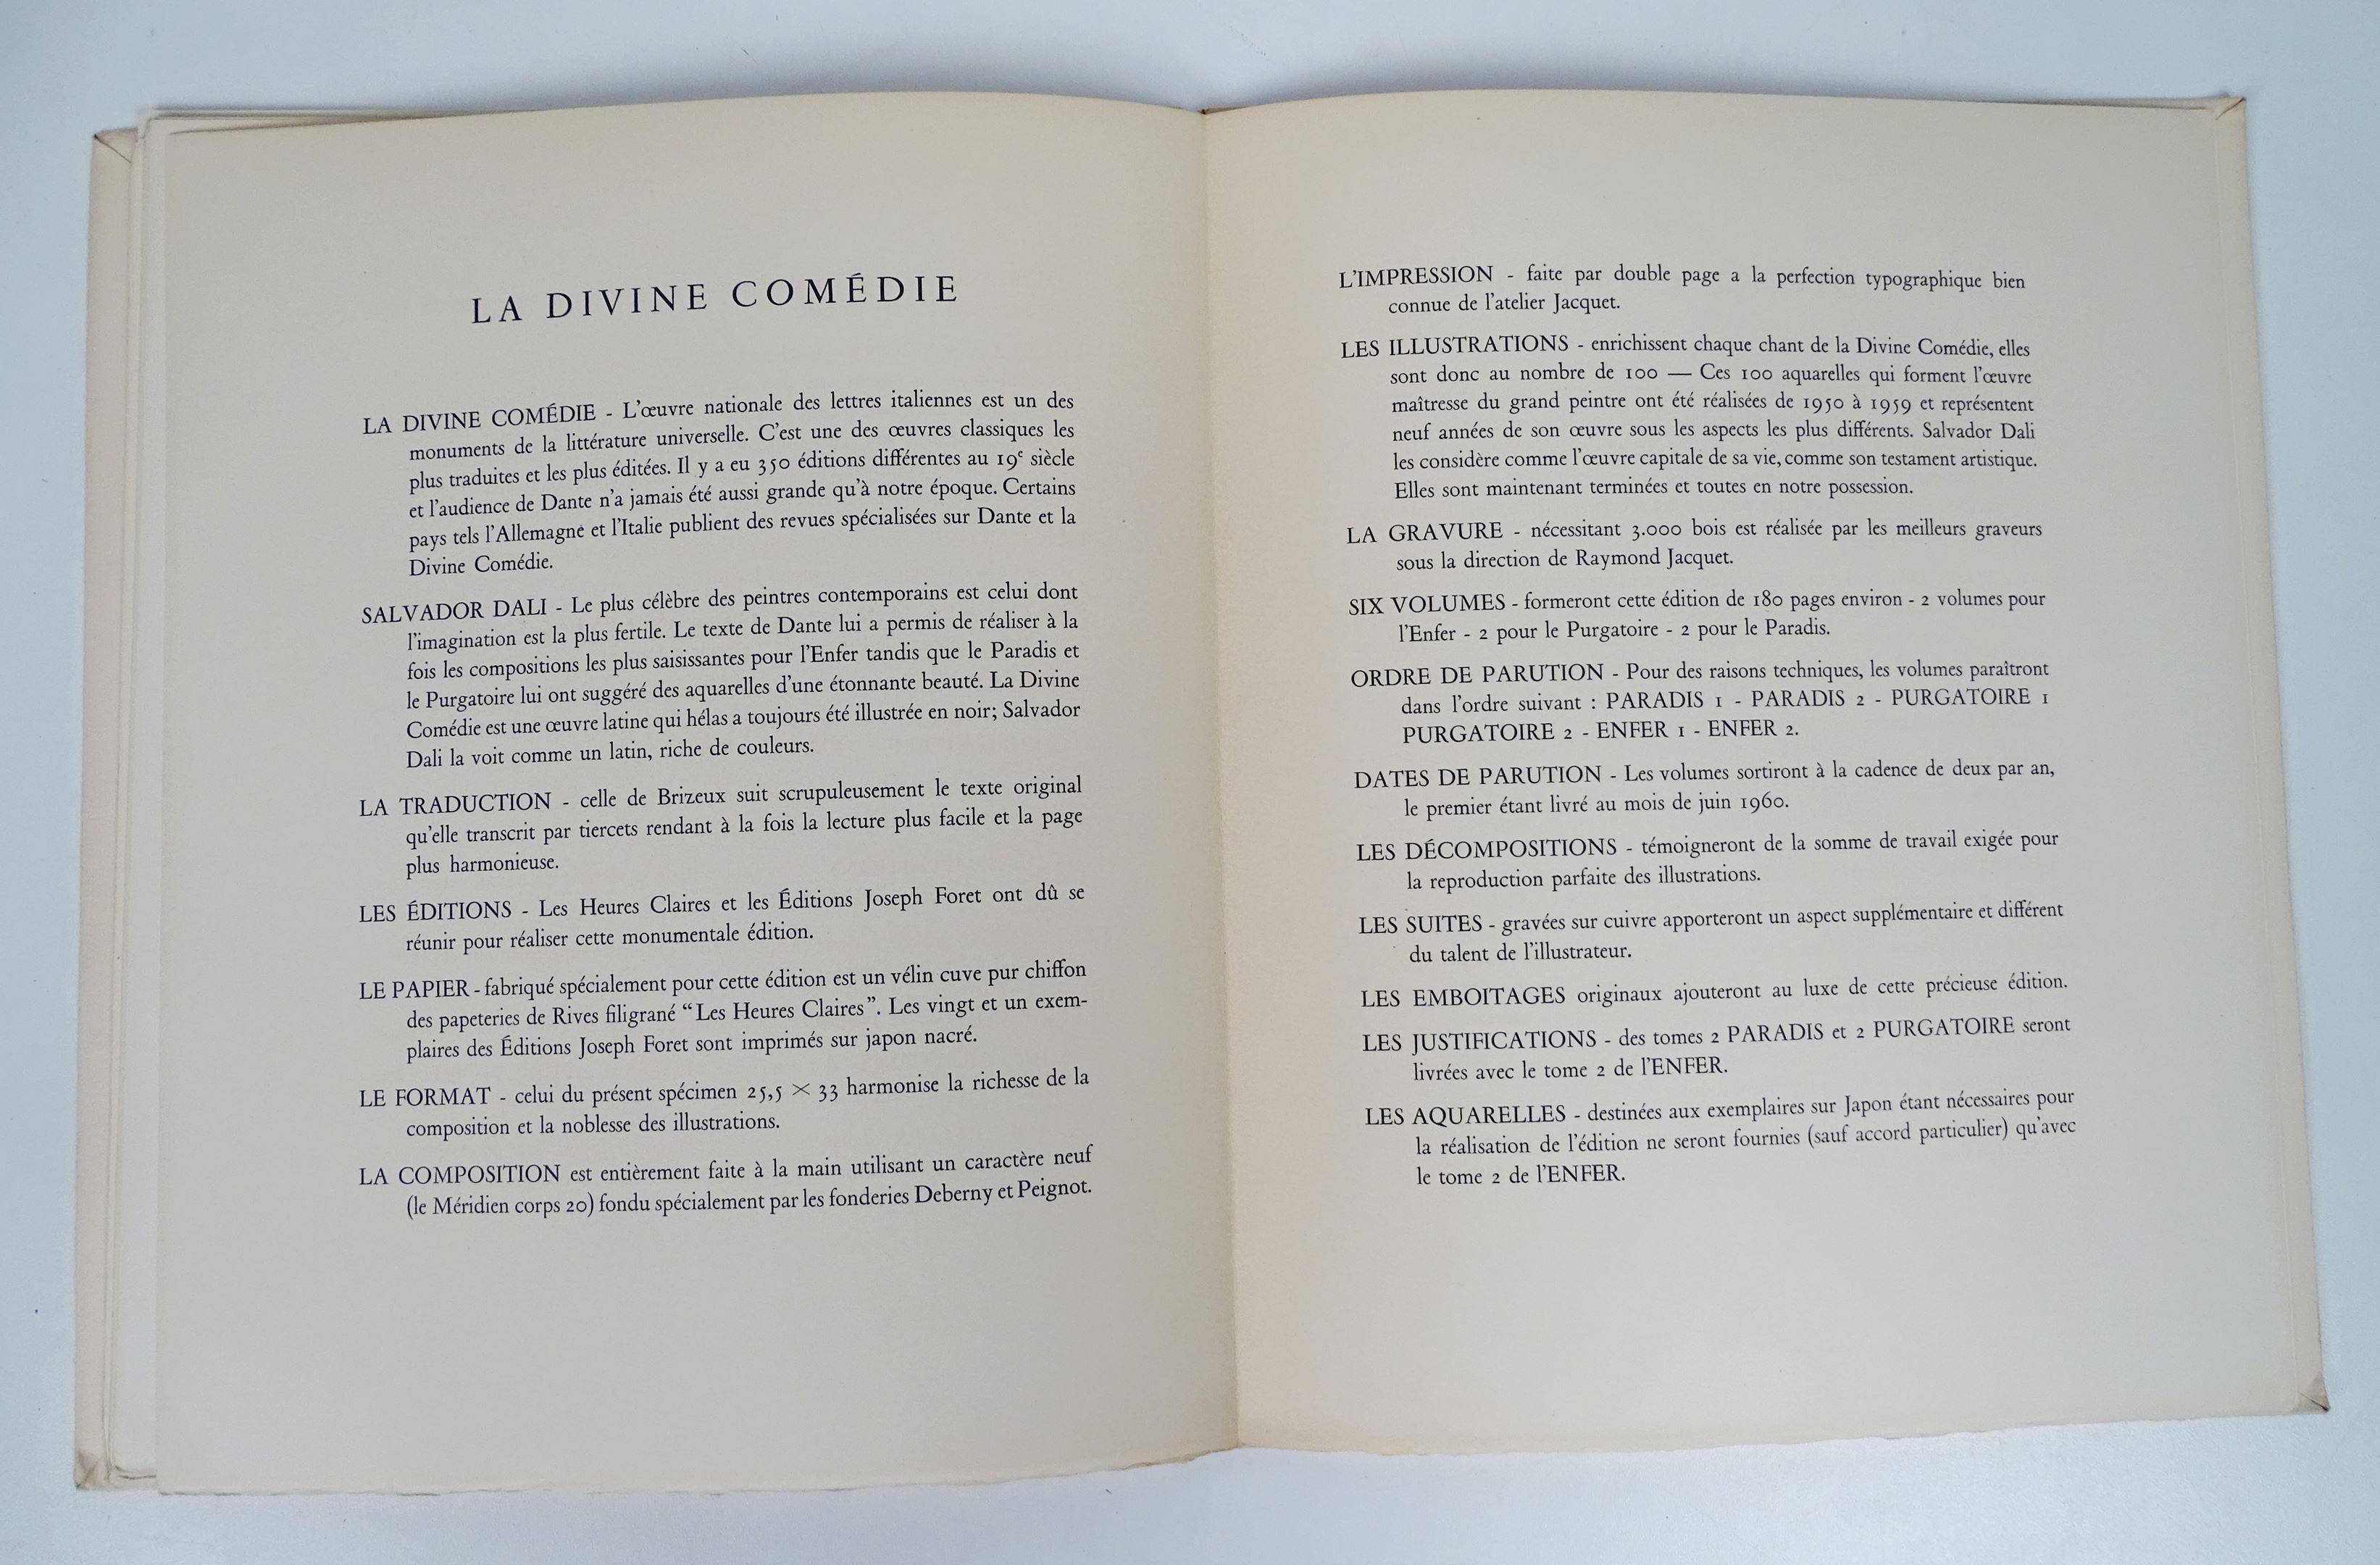 LA DIVINE COMÉDIE
LA DIVINE COMÉDIE - L'œuvre nationale des lettres italiennes est un des
monuments de la littérature universelle. C'est une des œuvres classiques les
plus traduites et les plus éditées. Il y a eu 350 éditions différentes au 19e siècle
et l'audience de Dante n'a jamais été aussi grande qu'à notre époque. Certains
pays tels l'Allemagne et l'Italie publient des revues spécialisées sur Dante et la
Divine Comédie.
SALVADOR DALI - Le plus célèbre des peintres contemporains est celui dont
l'imagination est la plus fertile. Le texte de Dante lui a permis de réaliser à la
fois les compositions les plus saisissantes pour l'Enfer tandis que le Paradis et
le Purgatoire lui ont suggéré des aquarelles d'une étonnante beauté. La Divine
Comédie est une œuvre latine qui hélas a toujours été illustrée en noir; Salvador
Dali la voit comme un latin, riche de couleurs.
LA TRADUCTION - celle de Brizeux suit scrupuleusement le texte original
qu'elle transcrit par tiercets rendant à la fois la lecture plus facile et la page
plus harmonieuse.
LES ÉDITIONS - Les Heures Claires et les Éditions Joseph Foret ont dû se
réunir pour réaliser cette monumentale édition.
LE PAPIER - fabriqué spécialement pour cette édition est un vélin cuve pur chiffon
des papeteries de Rives filigrané “Les Heures Claires”. Les vingt et un exem-
plaires des Éditions Joseph Foret sont imprimés sur japon nacré.
LE FORMAT - celui du présent spécimen 25,5 × 33 harmonise la richesse de la
composition et la noblesse des illustrations.
LA COMPOSITION est entièrement faite à la main utilisant un caractère neuf
(le Méridien corps 20) fondu spécialement par les fonderies Deberny et Peignot.
L'IMPRESSION - faite par double page a la perfection typographique bien
connue de l'atelier Jacquet.
LES ILLUSTRATIONS - enrichissent chaque chant de la Divine Comédie, elles
sont donc au nombre de 100 — Ces 100 aquarelles qui forment l'œuvre
maîtresse du grand peintre ont été réalisées de 1950 à 1959 et représentent
neuf années de son œuvre sous les aspects les plus différents. Salvador Dali
les considère comme l'œuvre capitale de sa vie, comme son testament artistique.
Elles sont maintenant terminées et toutes en notre possession.
LA GRAVURE - nécessitant 3.000 bois est réalisée par les meilleurs graveurs
sous la direction de Raymond Jacquet.
SIX VOLUMES - formeront cette édition de 180 pages environ - 2 volumes pour
l'Enfer - 2 pour le Purgatoire - 2 pour le Paradis.
ORDRE DE PARUTION - Pour des raisons techniques, les volumes paraîtront
dans l'ordre suivant : PARADIS 1 - PARADIS 2 - PURGATOIRE 1
PURGATOIRE 2 - ENFER 1 - ENFER 2.
DATES DE PARUTION - Les volumes sortiront à la cadence de deux par an,
le premier étant livré au mois de juin 1960.
LES DÉCOMPOSITIONS - témoigneront de la somme de travail exigée pour
la reproduction parfaite des illustrations.
LES SUITES - gravées sur cuivre apporteront un aspect supplémentaire et différent
du talent de l'illustrateur.
LES EMBOITAGES originaux ajouteront au luxe de cette précieuse édition.
LES JUSTIFICATIONS - des tomes 2 PARADIS et 2 PURGATOIRE seront
livrées avec le tome 2 de l'ENFER.
LES AQUARELLES - destinées aux exemplaires sur Japon étant nécessaires pour
la réalisation de l'édition ne seront fournies (sauf accord particulier) qu'avec
le tome 2 de l'ENFER.